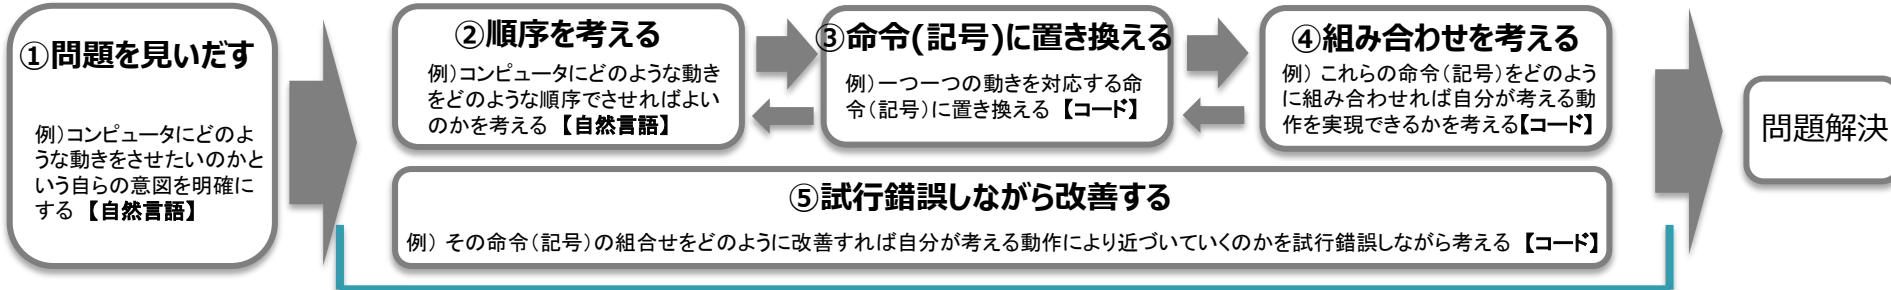 ①問題を見いだす
例)コンピュータにどのよ
うな動きをさせたいのかと
いう自らの意図を明確に
する 【自然言語】
②順序を考える
例)コンピュータにどのような動き
をどのような順序でさせればよい
のかを考える 【自然言語】
③命令(記号)に置き換える
例)一つ一つの動きを対応する命
令(記号)に置き換える 【コード】
④組み合わせを考える
例) これらの命令(記号)をどのよう
に組み合わせれば自分が考える動
作を実現できるかを考える【コード】
⑤試行錯誤しながら改善する
例) その命令(記号)の組合せをどのように改善すれば自分が考える動作により近づいていくのかを試行錯誤しながら考える 【コード】
問題解決